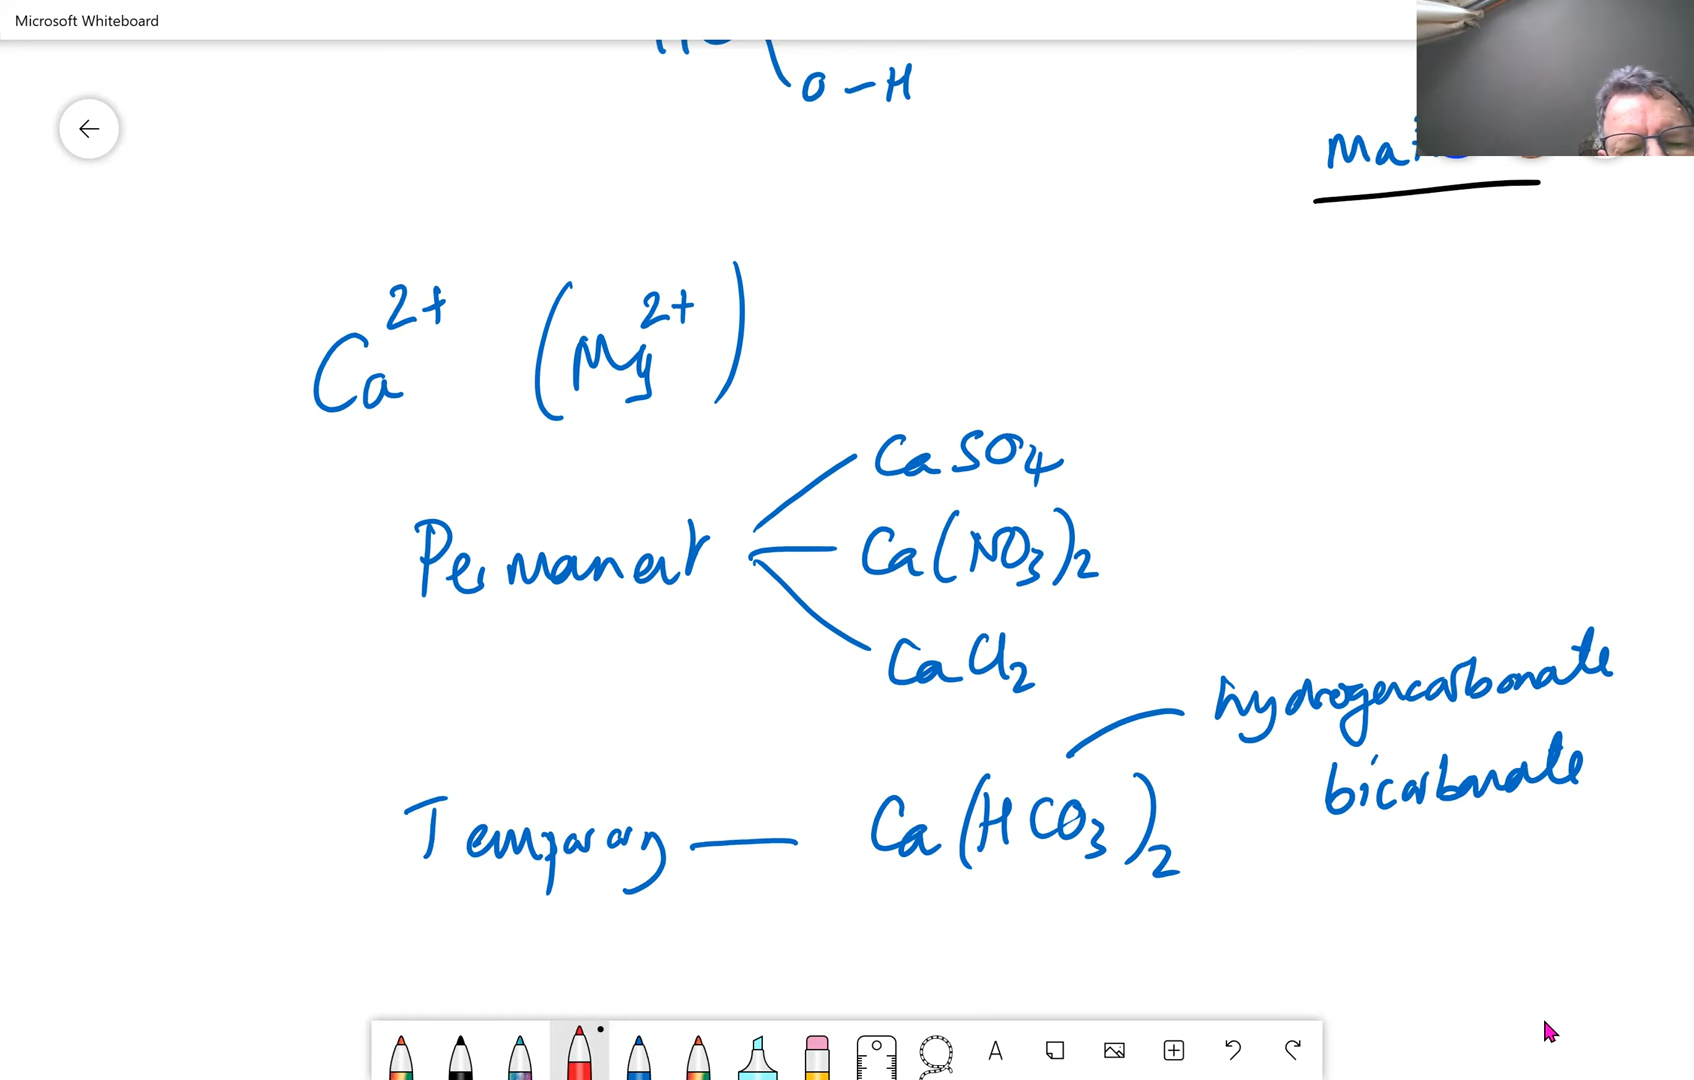 Microsoft Whiteboard
O - H
Ca2+ (Mg2+)
CaSO4
Permanent
Ca(NO3)2
CaCl2
hydrogencarbonate
bicarbonate
Temporary — Ca(HCO3)2
A